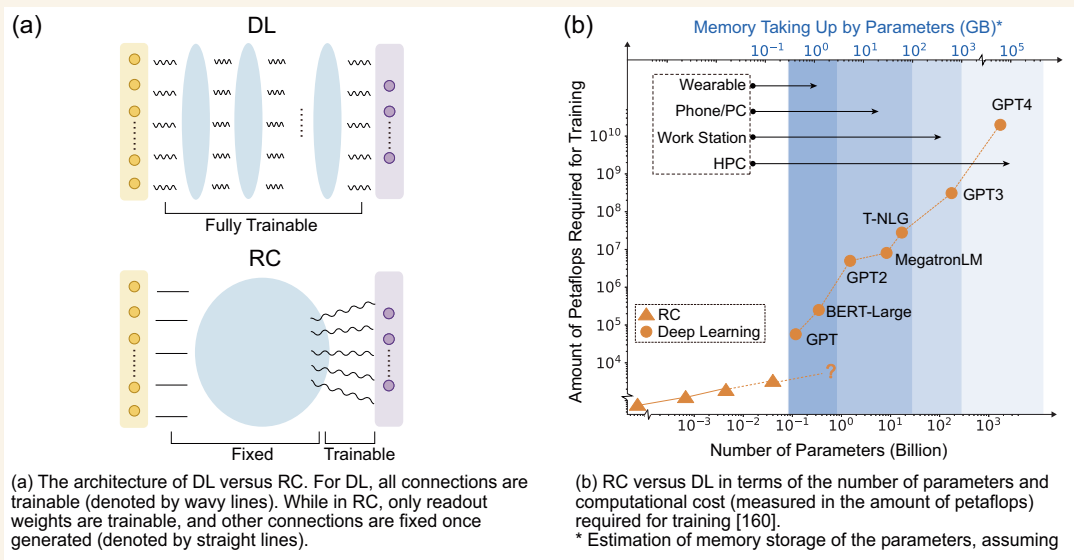 (a)
DL
Fully Trainable
RC
Fixed
Trainable
(a) The architecture of DL versus RC. For DL, all connections are
trainable (denoted by wavy lines). While in RC, only readout
weights are trainable, and other connections are fixed once
generated (denoted by straight lines).
(b)
Memory Taking Up by Parameters (GB)*
10⁻¹ 10⁰ 10¹ 10² 10³ 10⁵
Wearable
Phone/PC
Work Station
HPC
GPT4
GPT3
T-NLG
MegatronLM
GPT2
BERT-Large
GPT
RC
Deep Learning
?
Amount of Petaflops Required for Training
10¹⁰
10⁹
10⁸
10⁷
10⁶
10⁵
10⁴
10⁻³ 10⁻² 10⁻¹ 10⁰ 10¹ 10² 10³
Number of Parameters (Billion)
(b) RC versus DL in terms of the number of parameters and
computational cost (measured in the amount of petaflops)
required for training [160].
* Estimation of memory storage of the parameters, assuming